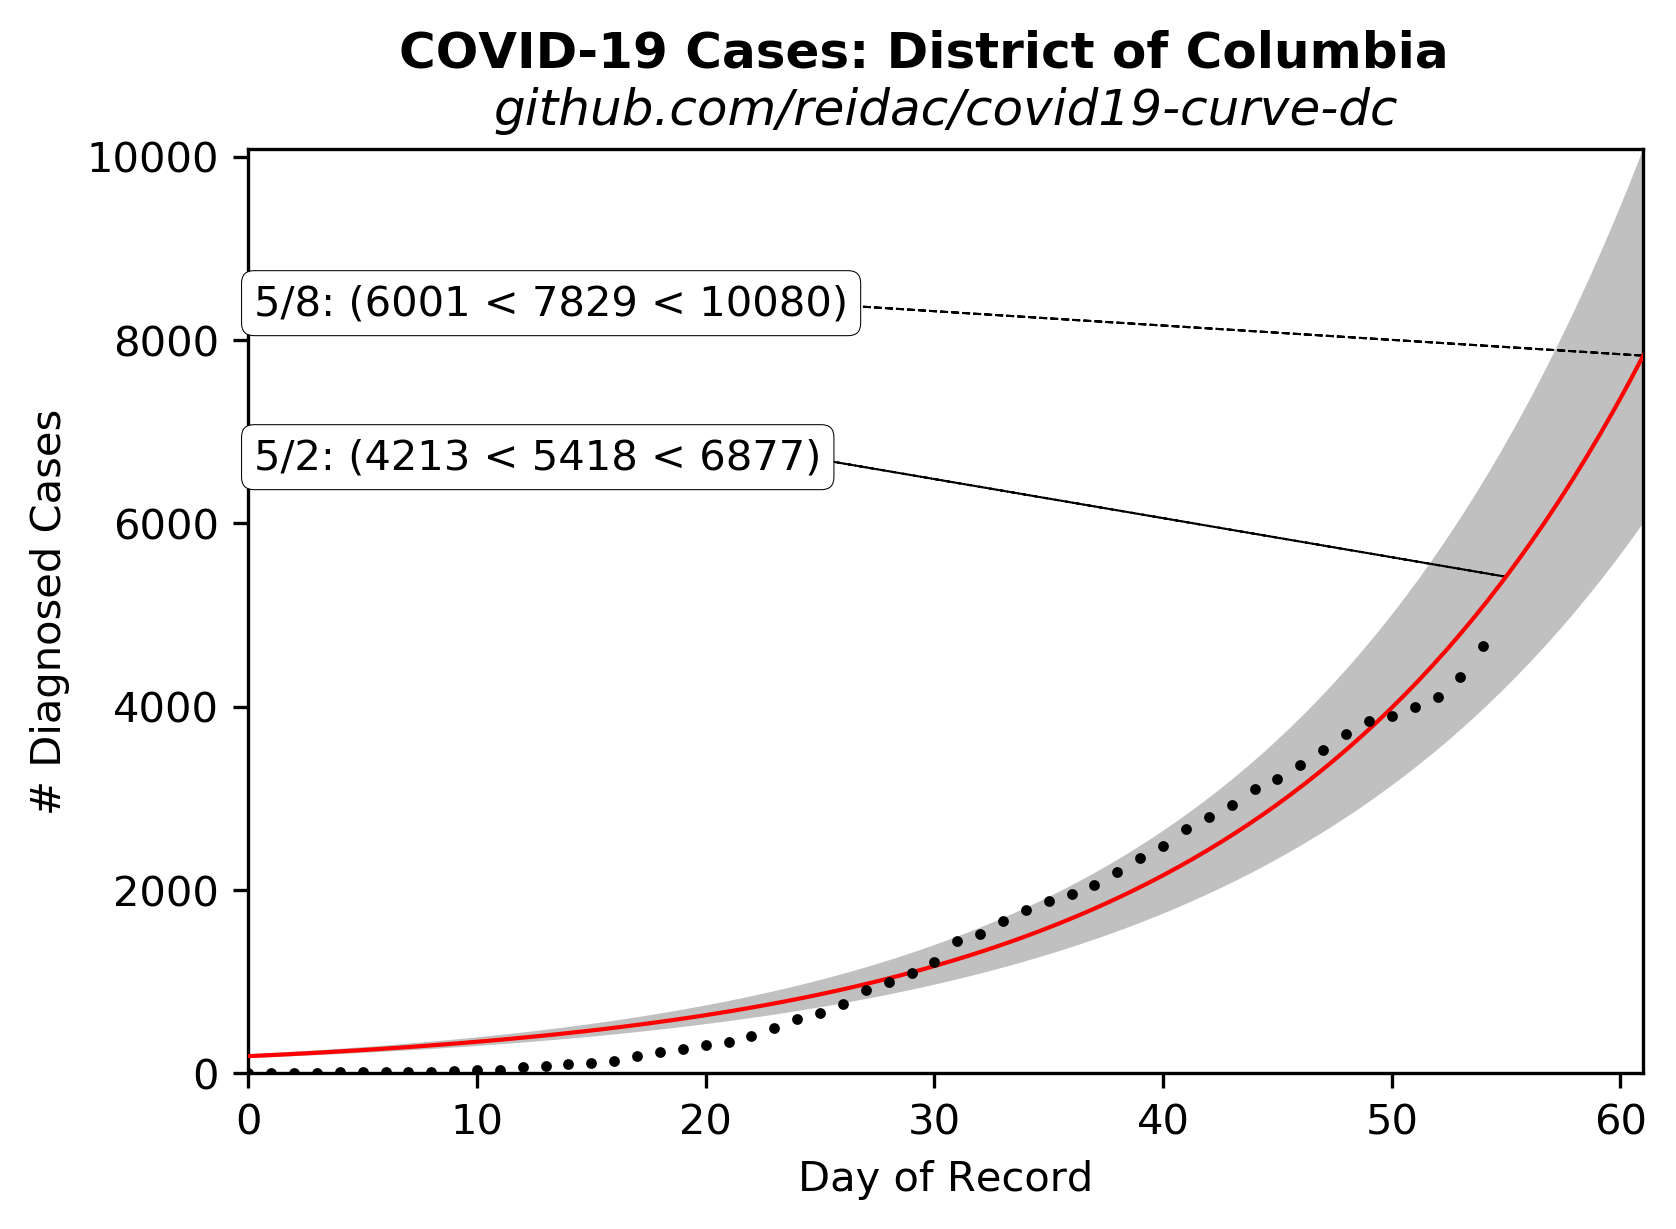 COVID-19 Cases: District of Columbia
github.com/reidac/covid19-curve-dc
# Diagnosed Cases
10000
8000
6000
4000
2000
0
5/8: (6001 < 7829 < 10080)
5/2: (4213 < 5418 < 6877)
0 10 20 30 40 50 60
Day of Record